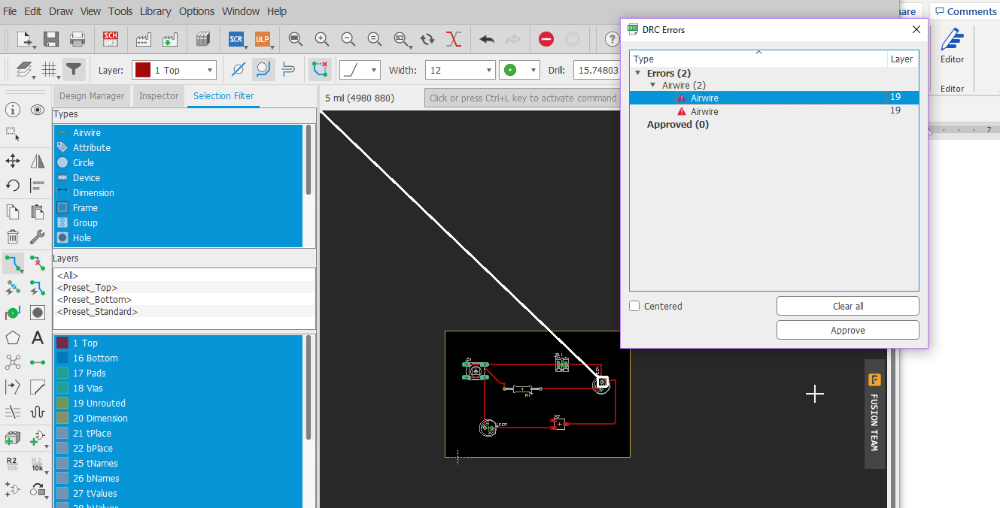 File Edit Draw View Tools Library Options Window Help
are
Comments
DRC Errors
SCH
BRD
SCR
ULP
GO
?
Layer: 1 Top
Width: 12
Drill: 15.74803
Type Layer
Errors (2)
Airwire (2)
Airwire 19
Airwire 19
Approved (0)
Editor
Editor
7
Design Manager Inspector Selection Filter
5 mil (4980 880)
Click or press Ctrl+L key to activate command
Types
Airwire
Attribute
Circle
Device
Dimension
Frame
Group
Hole
Layers
<All>
<Preset_Top>
<Preset_Bottom>
<Preset_Standard>
1 Top
16 Bottom
17 Pads
18 Vias
19 Unrouted
20 Dimension
21 tPlace
22 bPlace
25 tNames
26 bNames
27 tValues
28 bValues
R2
10k
R2
10k
Centered
Clear all
Approve
R1
LED2
FUSION TEAM